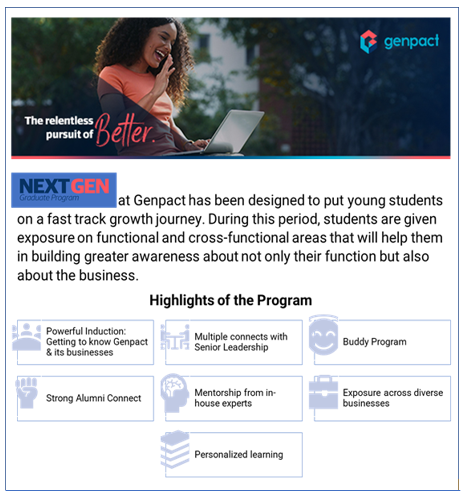 genpact
The relentless
pursuit of Better.
NEXTGEN
Graduate Program
at Genpact has been designed to put young students
on a fast track growth journey. During this period, students are given
exposure on functional and cross-functional areas that will help them
in building greater awareness about not only their function but also
about the business.
Highlights of the Program
Powerful Induction:
Getting to know Genpact
& its businesses
Multiple connects with
Senior Leadership
Buddy Program
Strong Alumni Connect
Mentorship from in-
house experts
Exposure across diverse
businesses
Personalized learning